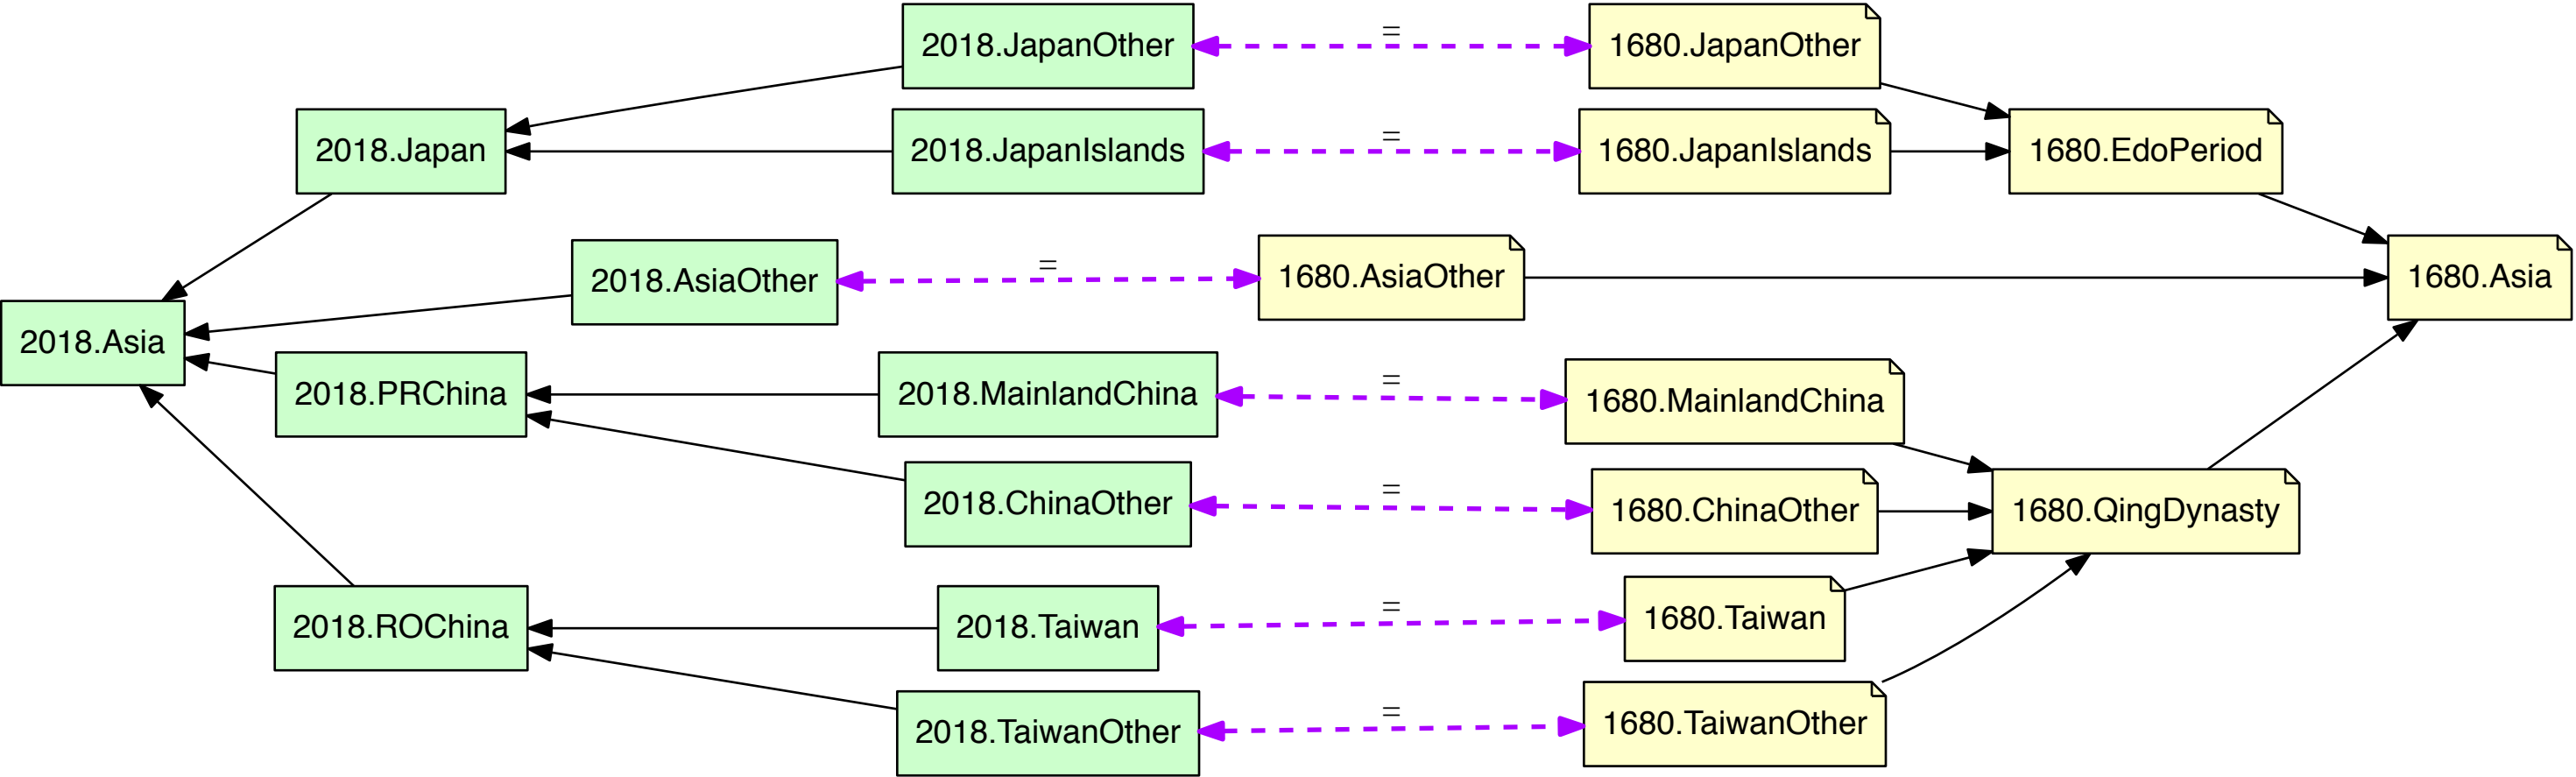 2018.JapanOther
=
1680.JapanOther
2018.Japan
2018.JapanIslands
=
1680.JapanIslands
1680.EdoPeriod
2018.AsiaOther
=
1680.AsiaOther
1680.Asia
2018.Asia
2018.PRChina
2018.MainlandChina
=
1680.MainlandChina
2018.ChinaOther
=
1680.ChinaOther
1680.QingDynasty
2018.ROChina
2018.Taiwan
=
1680.Taiwan
2018.TaiwanOther
=
1680.TaiwanOther